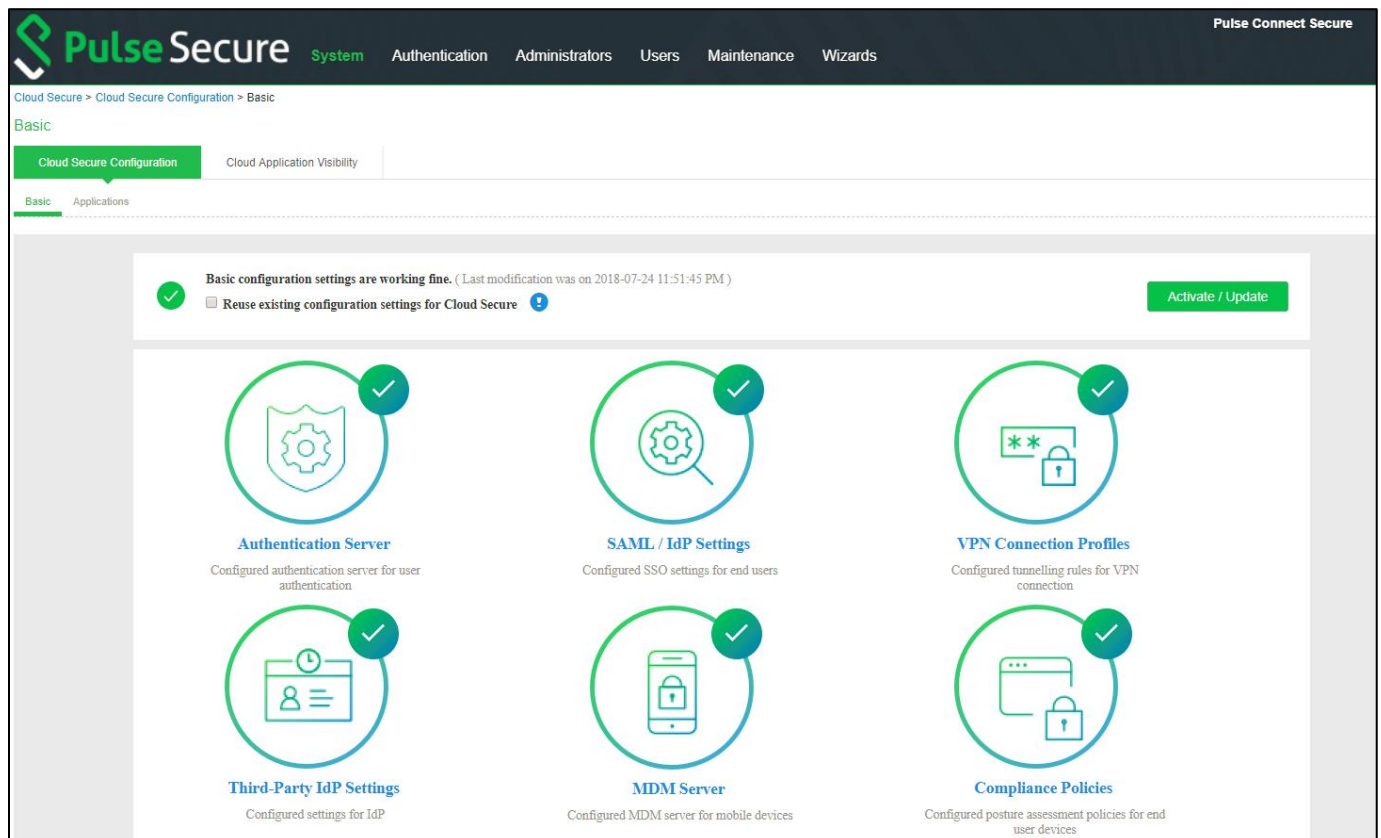 Pulse Secure
System Authentication Administrators Users Maintenance Wizards
Pulse Connect Secure
Cloud Secure > Cloud Secure Configuration > Basic
Basic
Cloud Secure Configuration Cloud Application Visibility
Basic Applications
Basic configuration settings are working fine. ( Last modification was on 2018-07-24 11:51:45 PM )
Reuse existing configuration settings for Cloud Secure
Activate / Update
Authentication Server
Configured authentication server for user
authentication
SAML / IdP Settings
Configured SSO settings for end users
VPN Connection Profiles
Configured tunnelling rules for VPN
connection
Third-Party IdP Settings
Configured settings for IdP
MDM Server
Configured MDM server for mobile devices
Compliance Policies
Configured posture assessment policies for end
user devices